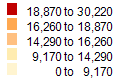 18,870 to 30,220
16,260 to 18,870
14,290 to 16,260
9,170 to 14,290
0 to 9,170